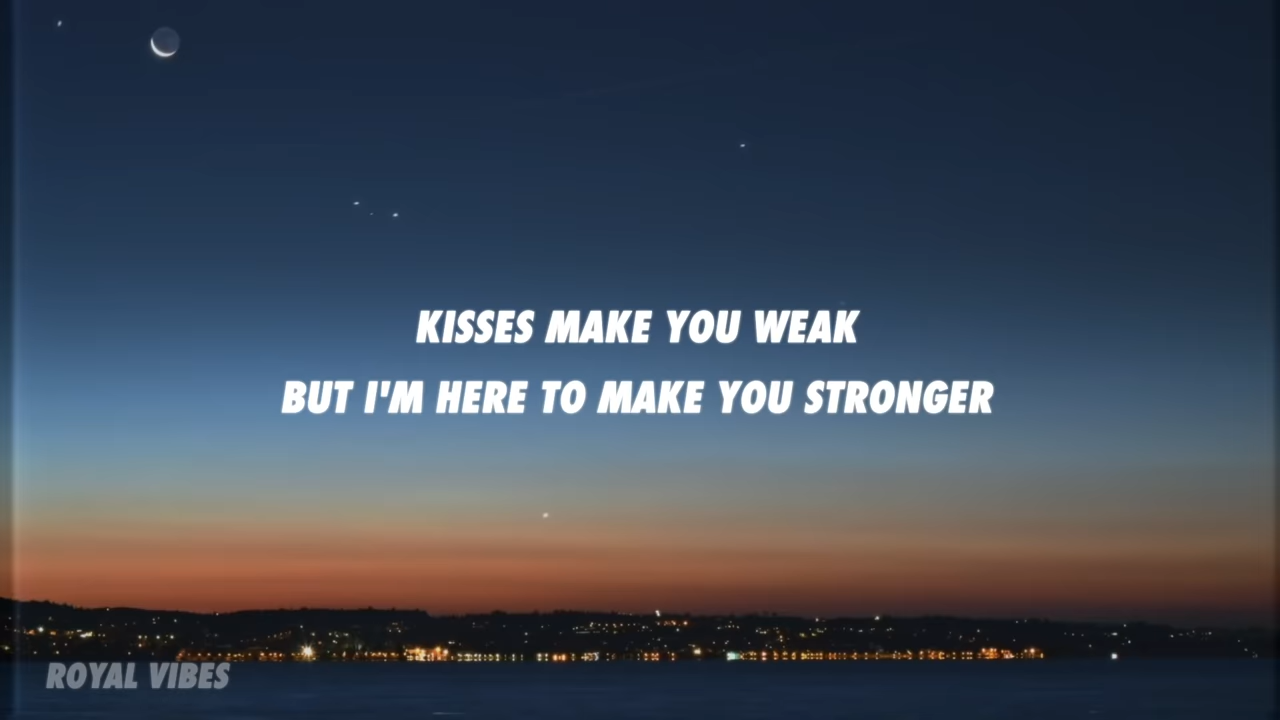 KISSES MAKE YOU WEAK
BUT I'M HERE TO MAKE YOU STRONGER
ROYAL VIBES